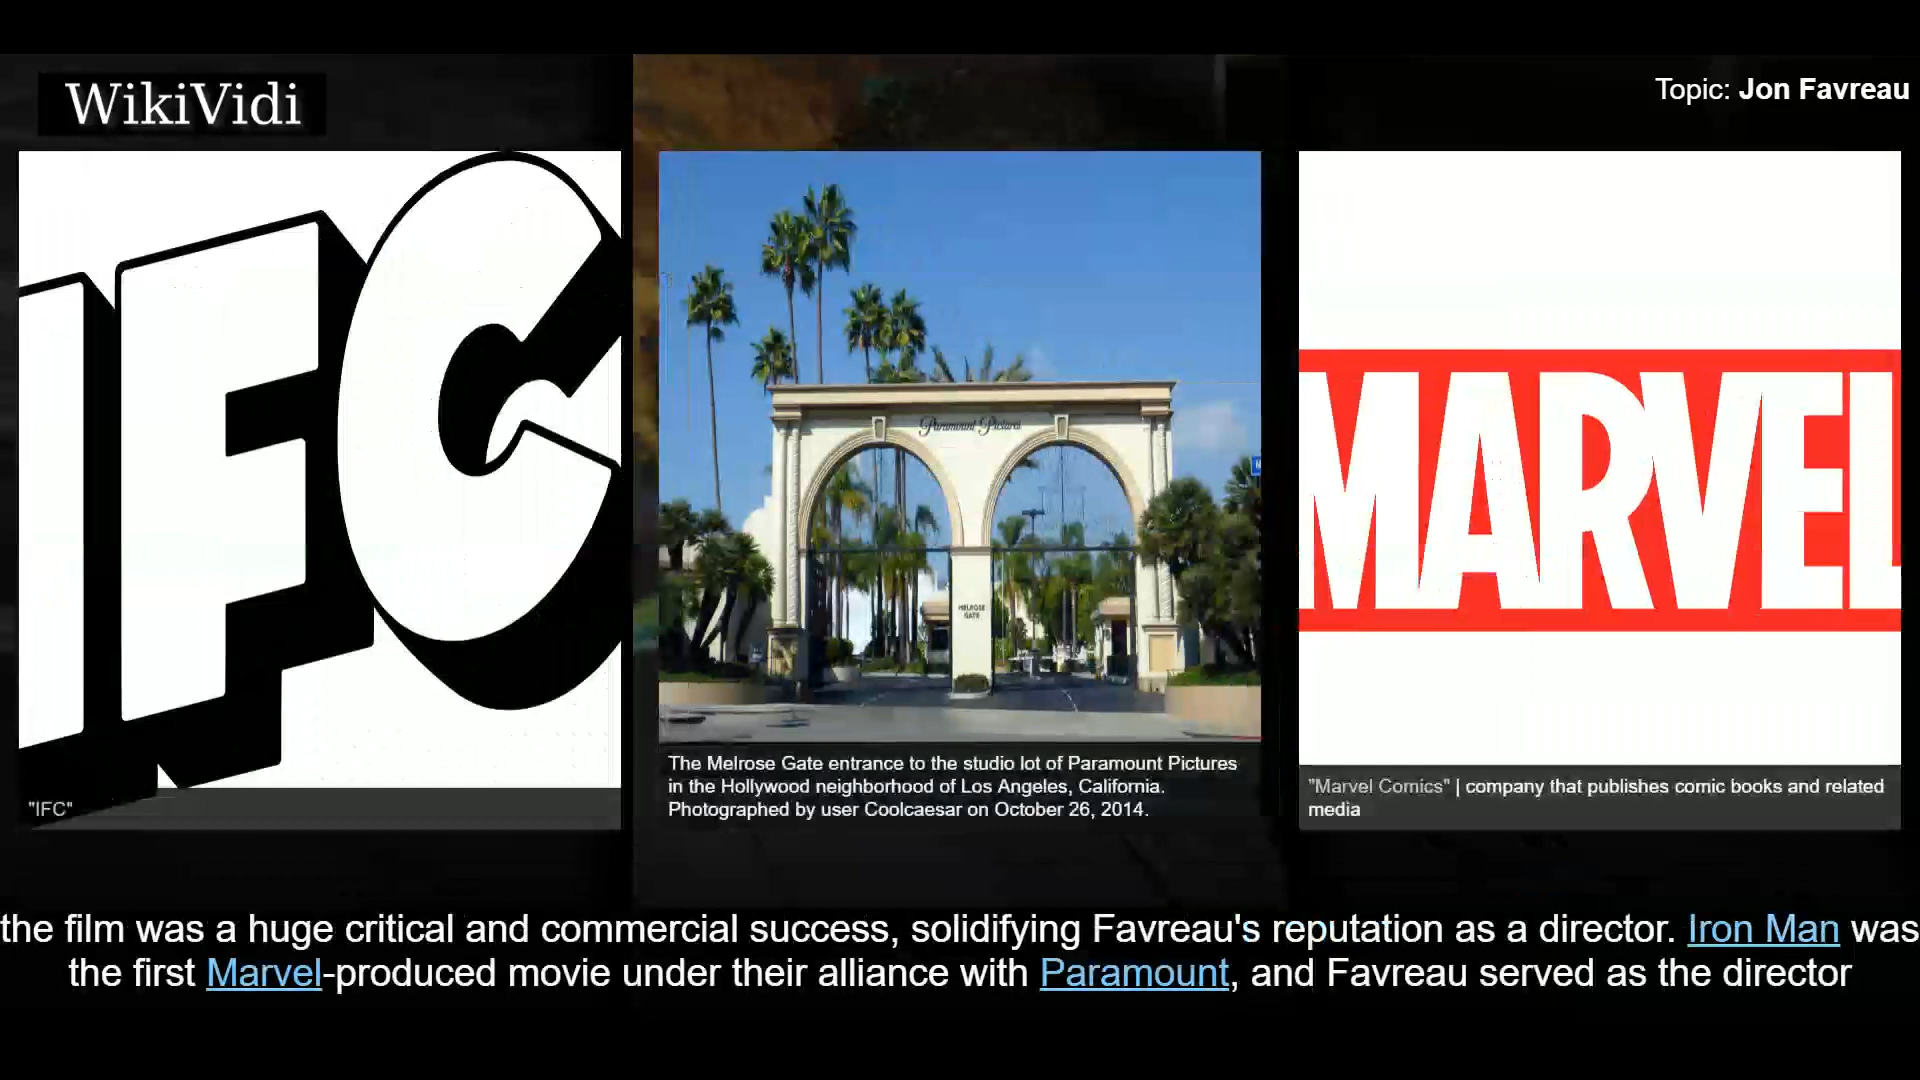 WikiVidi
Topic: Jon Favreau
IFC
"IFC"
Paramount Pictures
MELROSE
GATE
The Melrose Gate entrance to the studio lot of Paramount Pictures
in the Hollywood neighborhood of Los Angeles, California.
Photographed by user Coolcaesar on October 26, 2014.
MARVEL
"Marvel Comics" | company that publishes comic books and related
media
the film was a huge critical and commercial success, solidifying Favreau's reputation as a director. Iron Man was
the first Marvel-produced movie under their alliance with Paramount, and Favreau served as the director